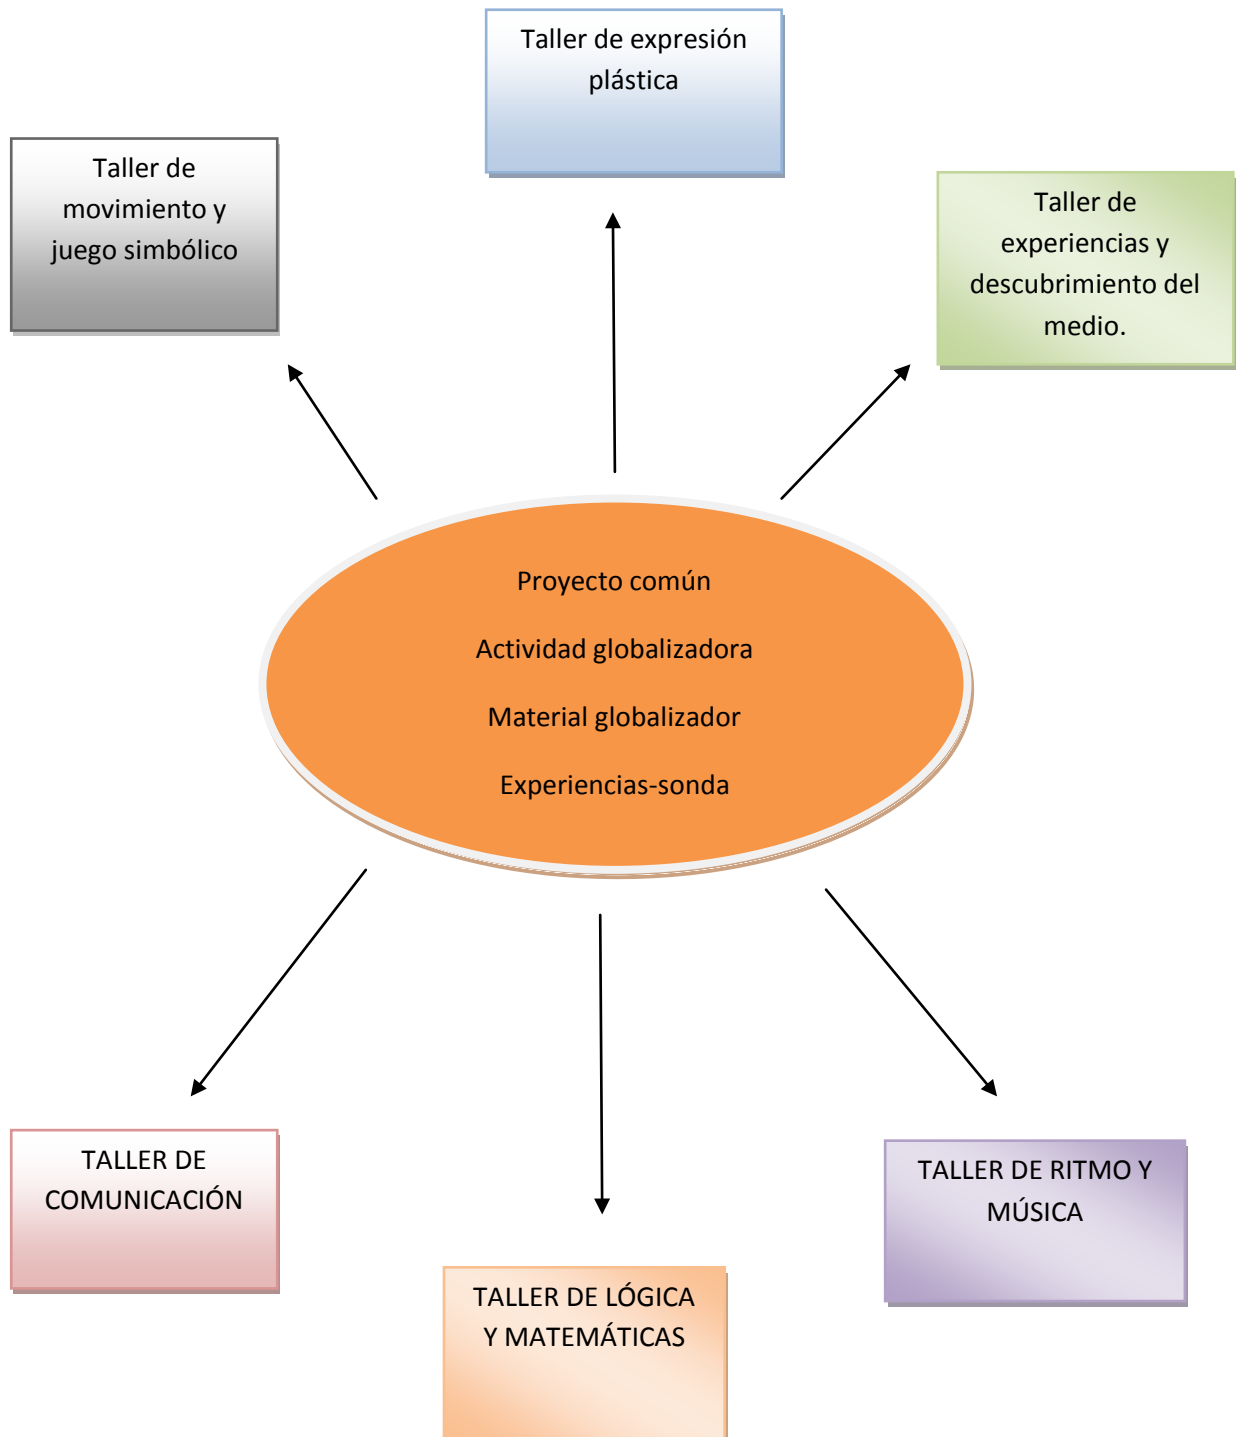 Taller de expresión
plástica
Taller de
movimiento y
juego simbólico
Taller de
experiencias y
descubrimiento del
medio.
Proyecto común
Actividad globalizadora
Material globalizador
Experiencias-sonda
TALLER DE
COMUNICACIÓN
TALLER DE RITMO Y
MÚSICA
TALLER DE LÓGICA
Y MATEMÁTICAS